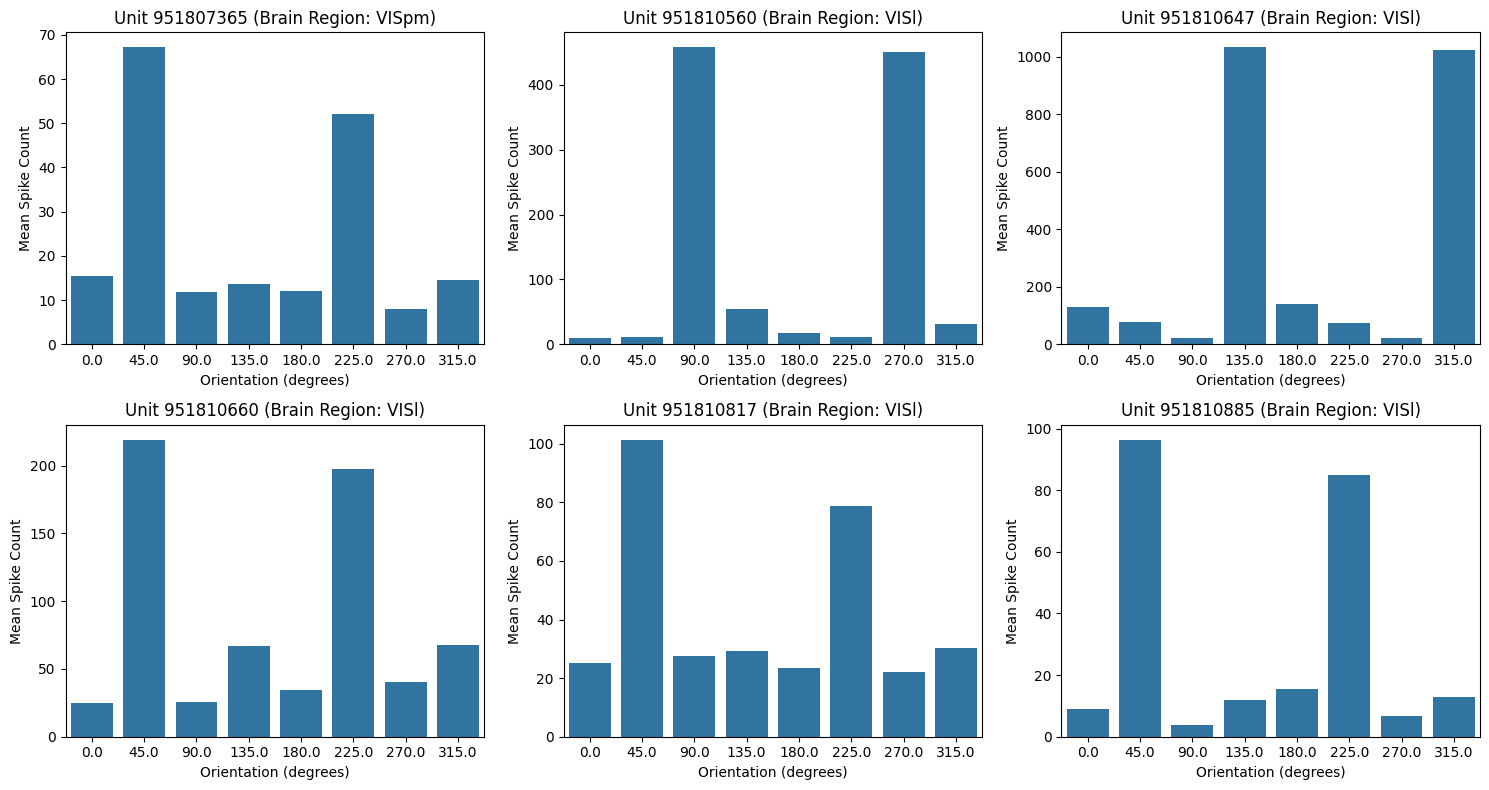 Unit 951807365 (Brain Region: VISpm)
Mean Spike Count
70
60
50
40
30
20
10
0
0.0 45.0 90.0 135.0 180.0 225.0 270.0 315.0
Orientation (degrees)
Unit 951810560 (Brain Region: VISl)
Mean Spike Count
400
300
200
100
0
0.0 45.0 90.0 135.0 180.0 225.0 270.0 315.0
Orientation (degrees)
Unit 951810647 (Brain Region: VISl)
Mean Spike Count
1000
800
600
400
200
0
0.0 45.0 90.0 135.0 180.0 225.0 270.0 315.0
Orientation (degrees)
Unit 951810660 (Brain Region: VISl)
Mean Spike Count
200
150
100
50
0
0.0 45.0 90.0 135.0 180.0 225.0 270.0 315.0
Orientation (degrees)
Unit 951810817 (Brain Region: VISl)
Mean Spike Count
100
80
60
40
20
0
0.0 45.0 90.0 135.0 180.0 225.0 270.0 315.0
Orientation (degrees)
Unit 951810885 (Brain Region: VISl)
Mean Spike Count
100
80
60
40
20
0
0.0 45.0 90.0 135.0 180.0 225.0 270.0 315.0
Orientation (degrees)